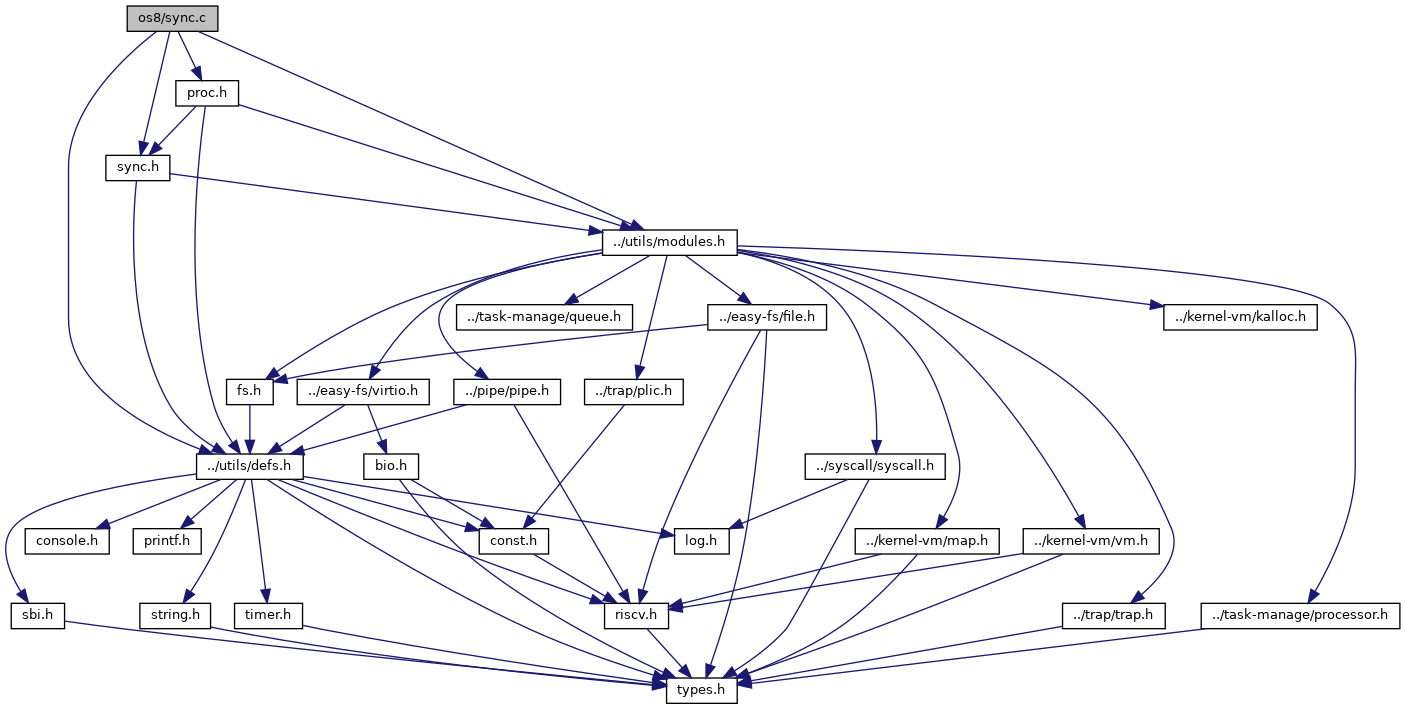 os8/sync.c
proc.h
sync.h
../utils/modules.h
../task-manage/queue.h
../easy-fs/file.h
../kernel-vm/kalloc.h
fs.h
../easy-fs/virtio.h
../pipe/pipe.h
../trap/plic.h
../utils/defs.h
bio.h
../syscall/syscall.h
console.h
printf.h
const.h
log.h
../kernel-vm/map.h
../kernel-vm/vm.h
sbi.h
string.h
timer.h
riscv.h
../trap/trap.h
../task-manage/processor.h
types.h